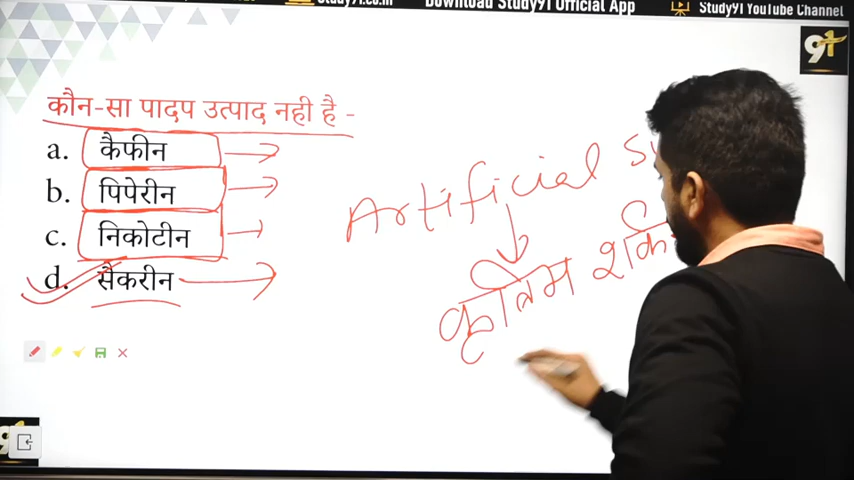 Study91.co.in
Download Study91 Official App
Study91 YouTube Channel
91
कौन-सा पादप उत्पाद नही है -
a. कैफीन
b. पिपेरीन
c. निकोटीन
d. सैकरीन
Artificial
कृत्रिम